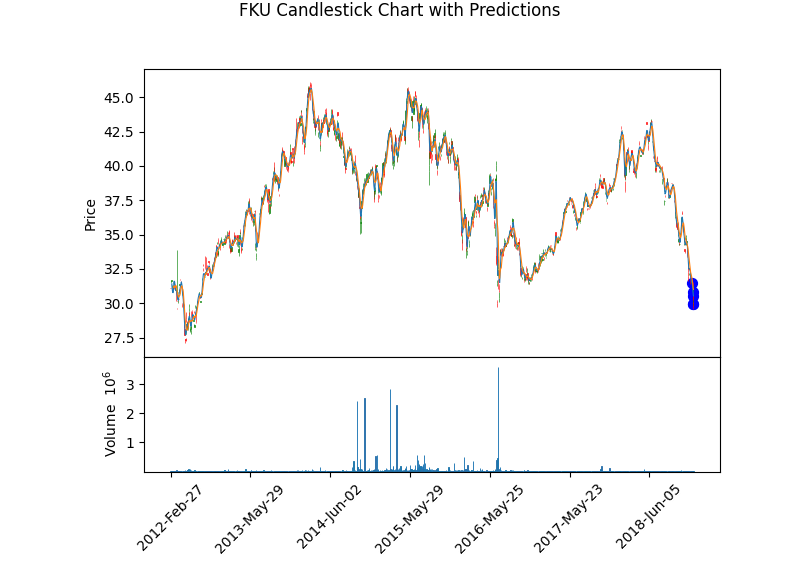 FKU Candlestick Chart with Predictions
45.0
42.5
40.0
37.5
35.0
32.5
30.0
27.5
Price
3
2
1
Volume 10^6
2012-Feb-27
2013-May-29
2014-Jun-02
2015-May-29
2016-May-25
2017-May-23
2018-Jun-05